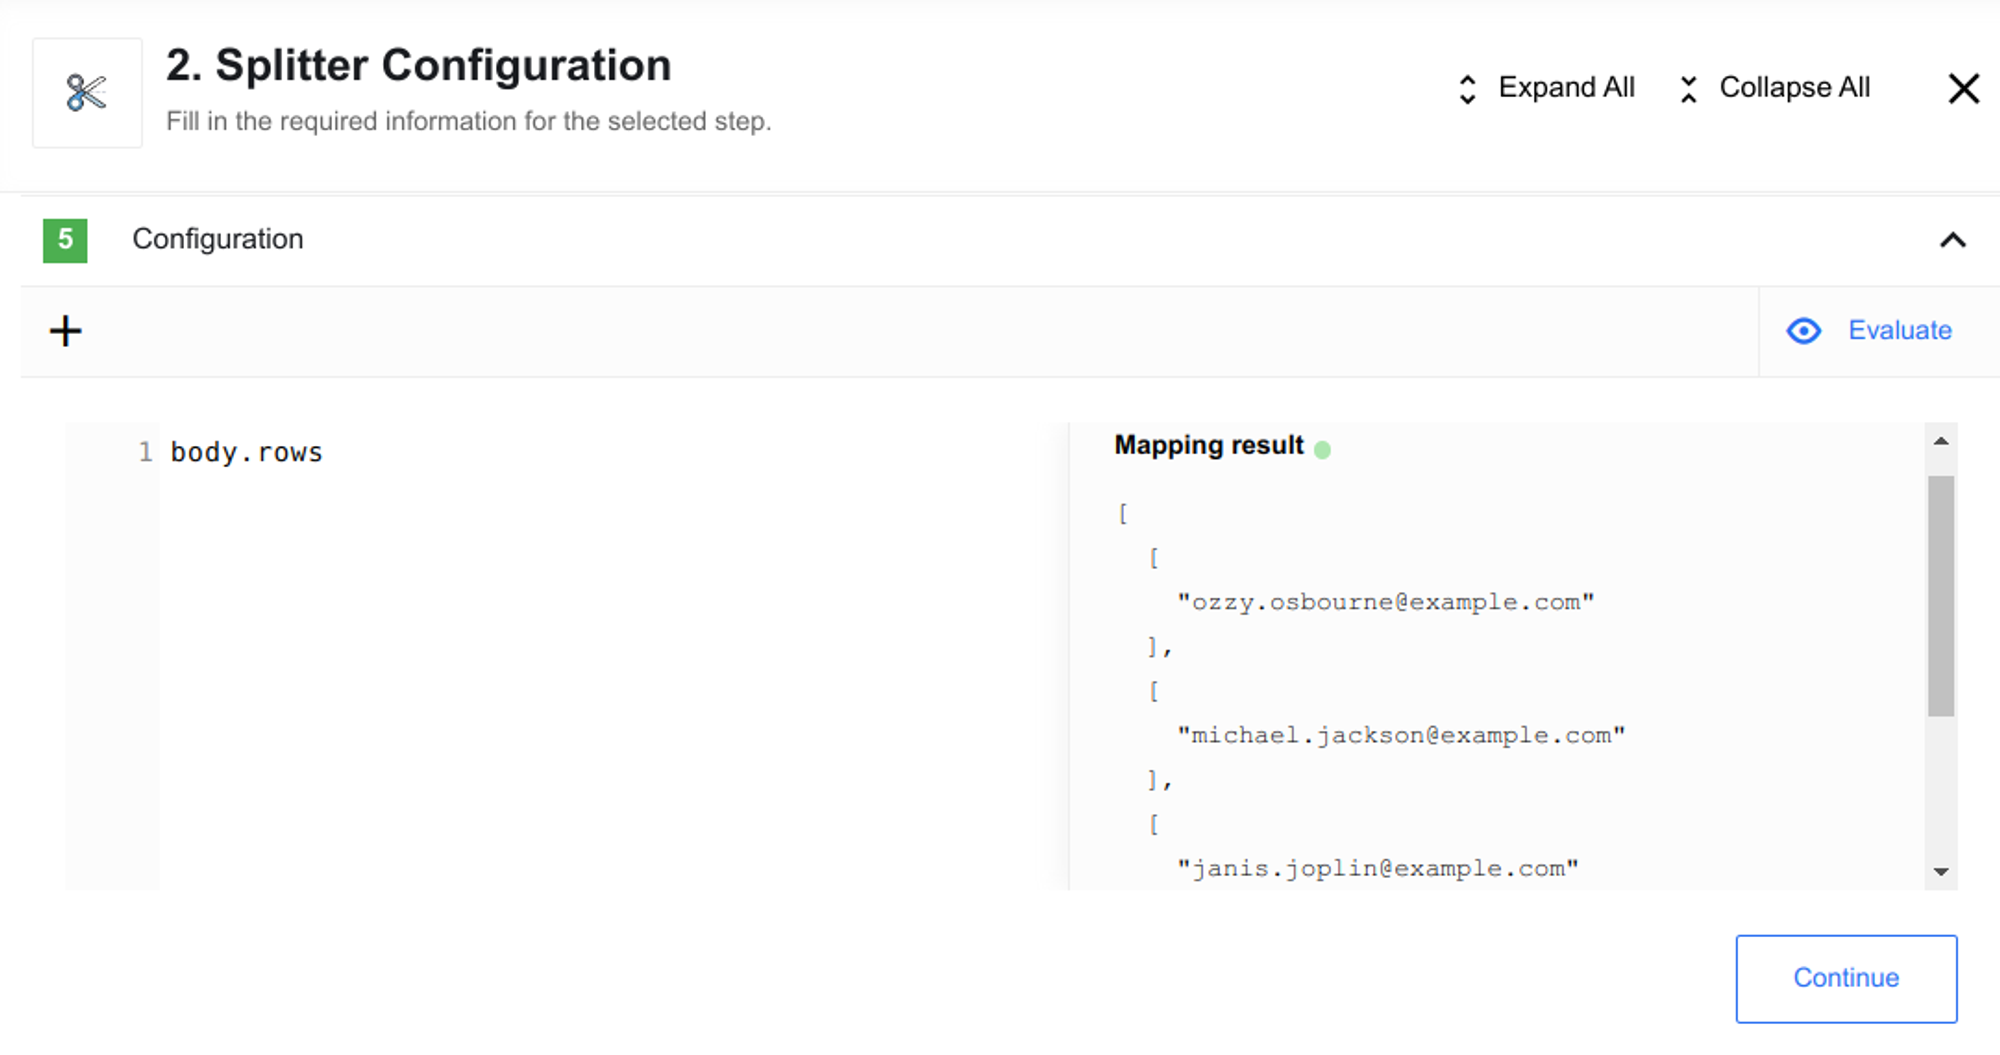 2. Splitter Configuration
Fill in the required information for the selected step.
Expand All
Collapse All
5 Configuration
Evaluate
1 body.rows
Mapping result
[
[
"ozzy.osbourne@example.com"
],
[
"michael.jackson@example.com"
],
[
"janis.joplin@example.com"
Continue